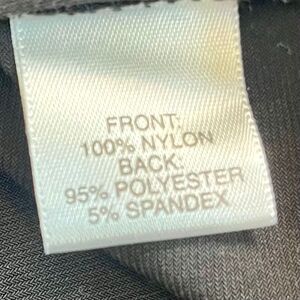 FRONT:
100% NYLON
BACK:
95% POLYESTER
5% SPANDEX